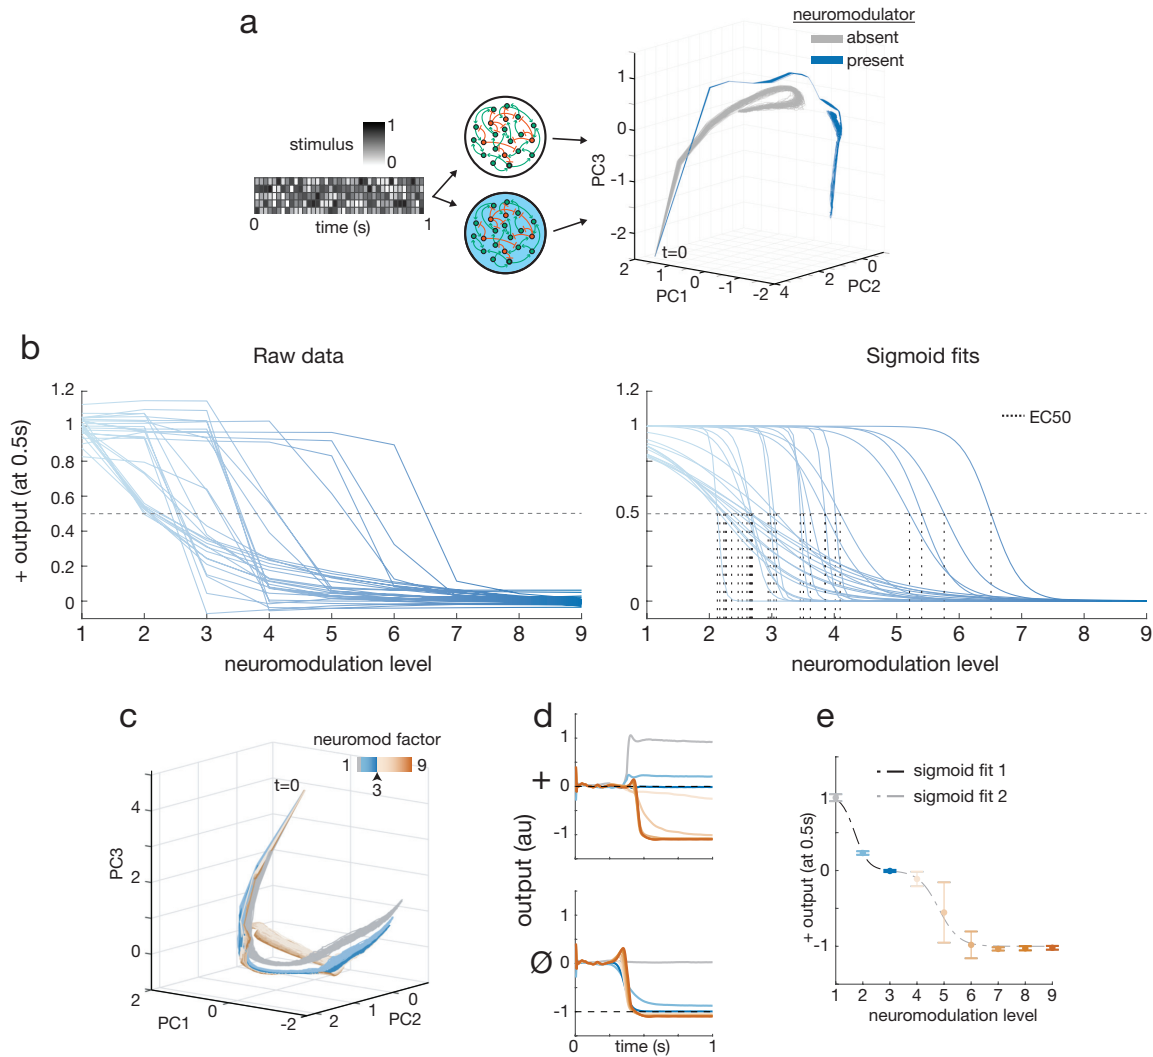 a
neuromodulator
absent
present
stimulus
1
0
0
1
time (s)
1
0
-1
-2
PC3
t=0
2
1
0
-1
-2
PC1
4
2
0
PC2
b
Raw data
1.2
1
0.8
0.6
0.4
0.2
0
+ output (at 0.5s)
1 2 3 4 5 6 7 8 9
neuromodulation level
Sigmoid fits
EC50
1.2
1
0.5
0
1 2 3 4 5 6 7 8 9
neuromodulation level
c
neuromod factor
1
9
3
t=0
4
2
0
PC3
2
0
-2
PC1
2
1
0
PC2
d
+
1
0
-1
output (au)
Ø
1
0
-1
0
1
time (s)
e
sigmoid fit 1
sigmoid fit 2
1
0
-1
+ output (at 0.5s)
1 2 3 4 5 6 7 8 9
neuromodulation level